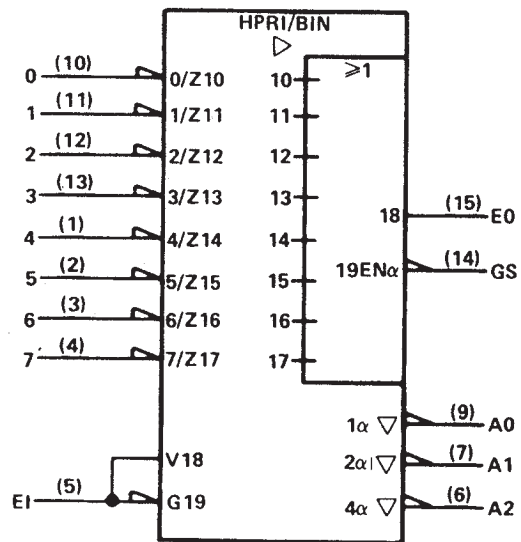 HPRI/BIN
▷
≥1
0 (10) 0/Z10 10
1 (11) 1/Z11 11
2 (12) 2/Z12 12
3 (13) 3/Z13 13
18 (15) E0
4 (1) 4/Z14 14
19ENα (14) GS
5 (2) 5/Z15 15
6 (3) 6/Z16 16
7 (4) 7/Z17 17
1α ▽ (9) A0
V18 2α ▽ (7) A1
EI (5) G19 4α ▽ (6) A2